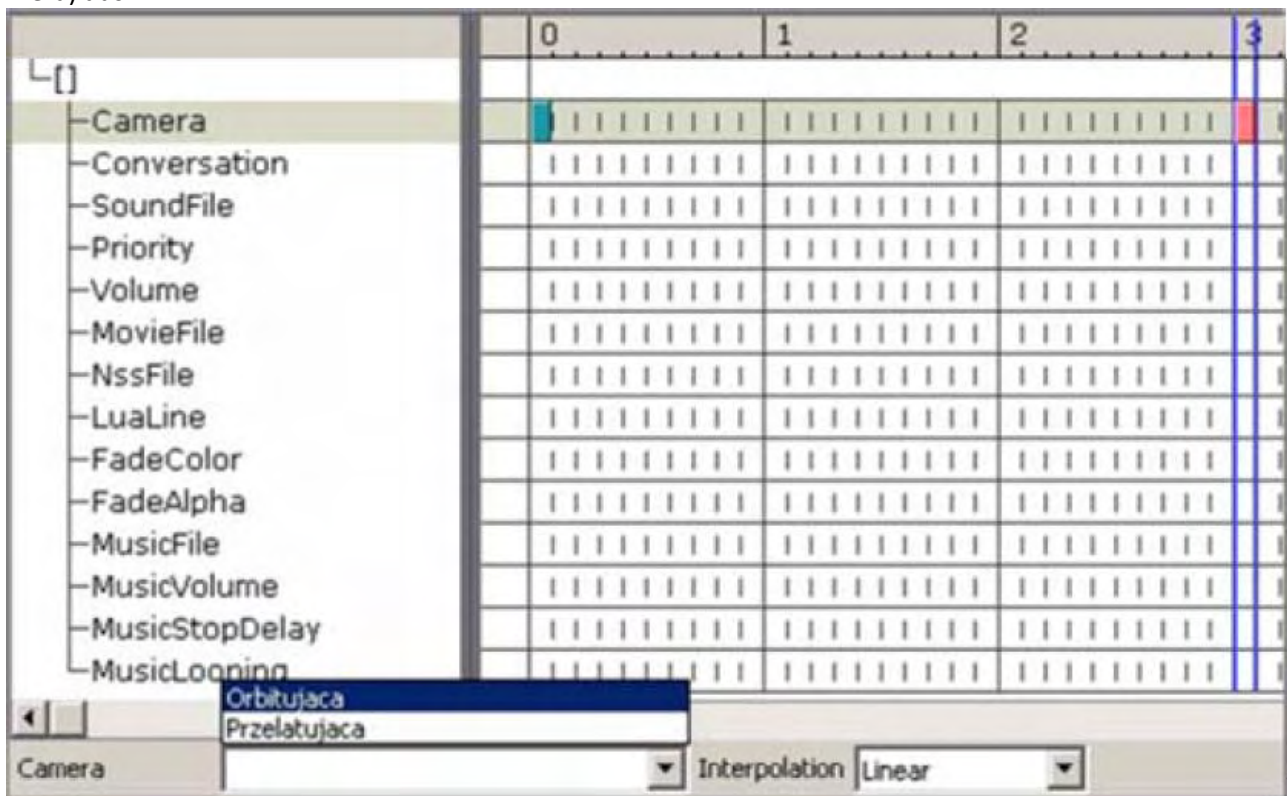 0 1 2 3
[]
Camera
Conversation
SoundFile
Priority
Volume
MovieFile
NssFile
LuaLine
FadeColor
FadeAlpha
MusicFile
MusicVolume
MusicStopDelay
MusicLooping
Orbitujaca
Przelatujaca
Camera Interpolation Linear